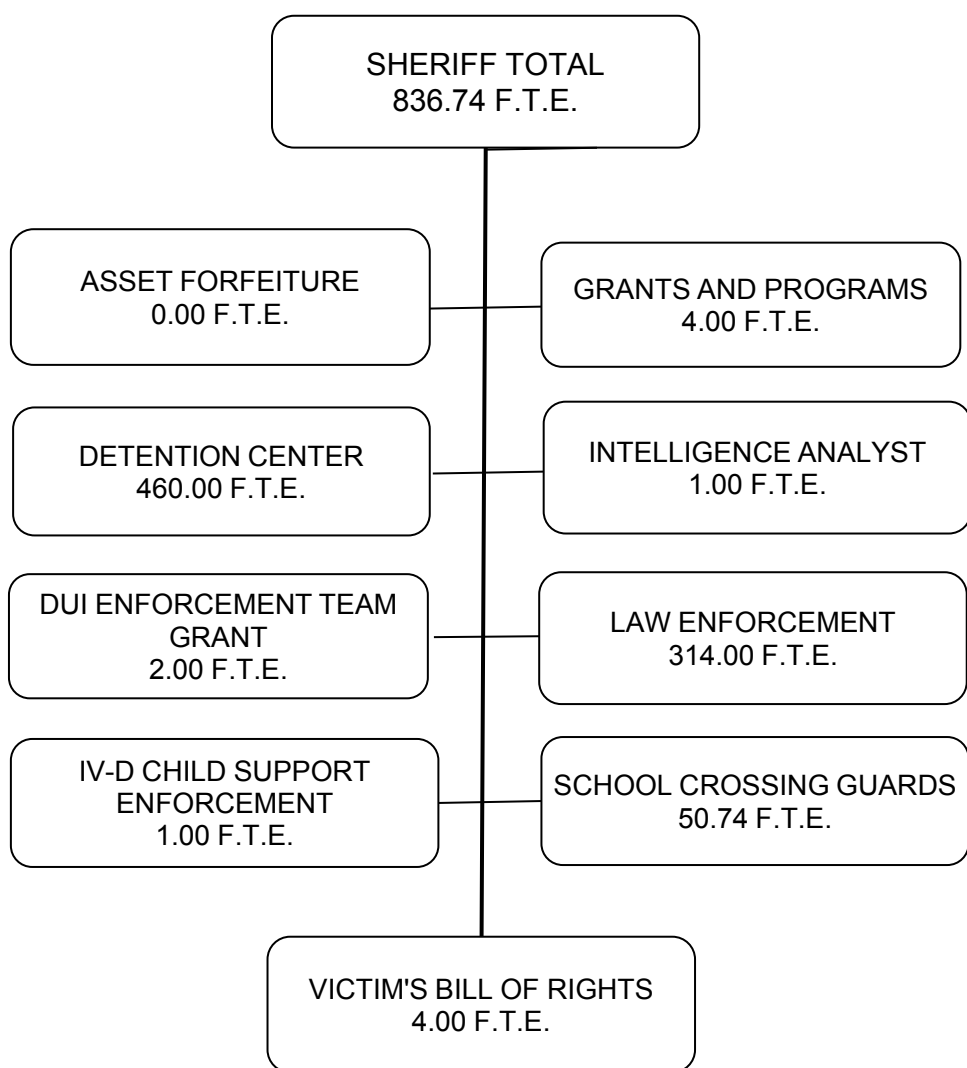 SHERIFF TOTAL
836.74 F.T.E.
ASSET FORFEITURE
0.00 F.T.E.
GRANTS AND PROGRAMS
4.00 F.T.E.
DETENTION CENTER
460.00 F.T.E.
INTELLIGENCE ANALYST
1.00 F.T.E.
DUI ENFORCEMENT TEAM
GRANT
2.00 F.T.E.
LAW ENFORCEMENT
314.00 F.T.E.
IV-D CHILD SUPPORT
ENFORCEMENT
1.00 F.T.E.
SCHOOL CROSSING GUARDS
50.74 F.T.E.
VICTIM'S BILL OF RIGHTS
4.00 F.T.E.